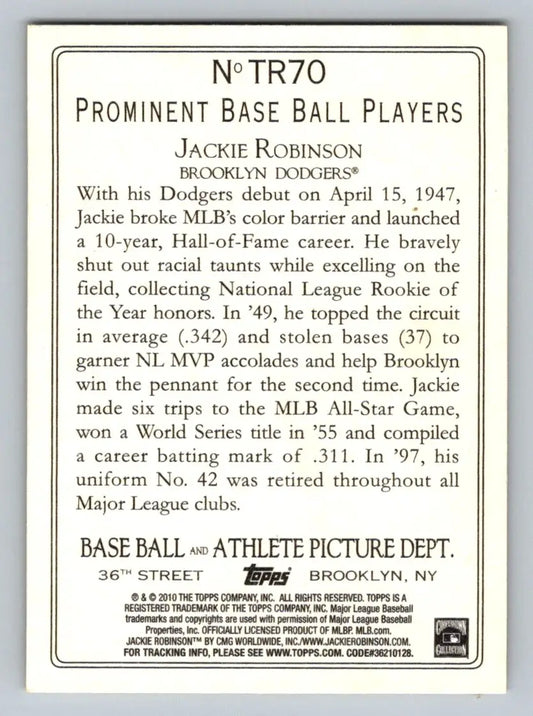 Nº TR70
PROMINENT BASE BALL PLAYERS
JACKIE ROBINSON
BROOKLYN DODGERS®
With his Dodgers debut on April 15, 1947,
Jackie broke MLB's color barrier and launched
a 10-year, Hall-of-Fame career. He bravely
shut out racial taunts while excelling on the
field, collecting National League Rookie of
the Year honors. In '49, he topped the circuit
in average (.342) and stolen bases (37) to
garner NL MVP accolades and help Brooklyn
win the pennant for the second time. Jackie
made six trips to the MLB All-Star Game,
won a World Series title in '55 and compiled
a career batting mark of .311. In '97, his
uniform No. 42 was retired throughout all
Major League clubs.
BASE BALL AND ATHLETE PICTURE DEPT.
36TH STREET topps BROOKLYN, NY
® & © 2010 THE TOPPS COMPANY, INC. ALL RIGHTS RESERVED. TOPPS IS A
REGISTERED TRADEMARK OF THE TOPPS COMPANY, INC. Major League Baseball
trademarks and copyrights are used with permission of Major League Baseball
Properties, Inc. OFFICIALLY LICENSED PRODUCT OF MLBP. MLB.com.
JACKIE ROBINSON™ BY CMG WORLDWIDE, INC./WWW.JACKIEROBINSON.COM.
FOR TRACKING INFO, PLEASE SEE WWW.TOPPS.COM. CODE#36210128.
COOPERSTOWN
COLLECTION